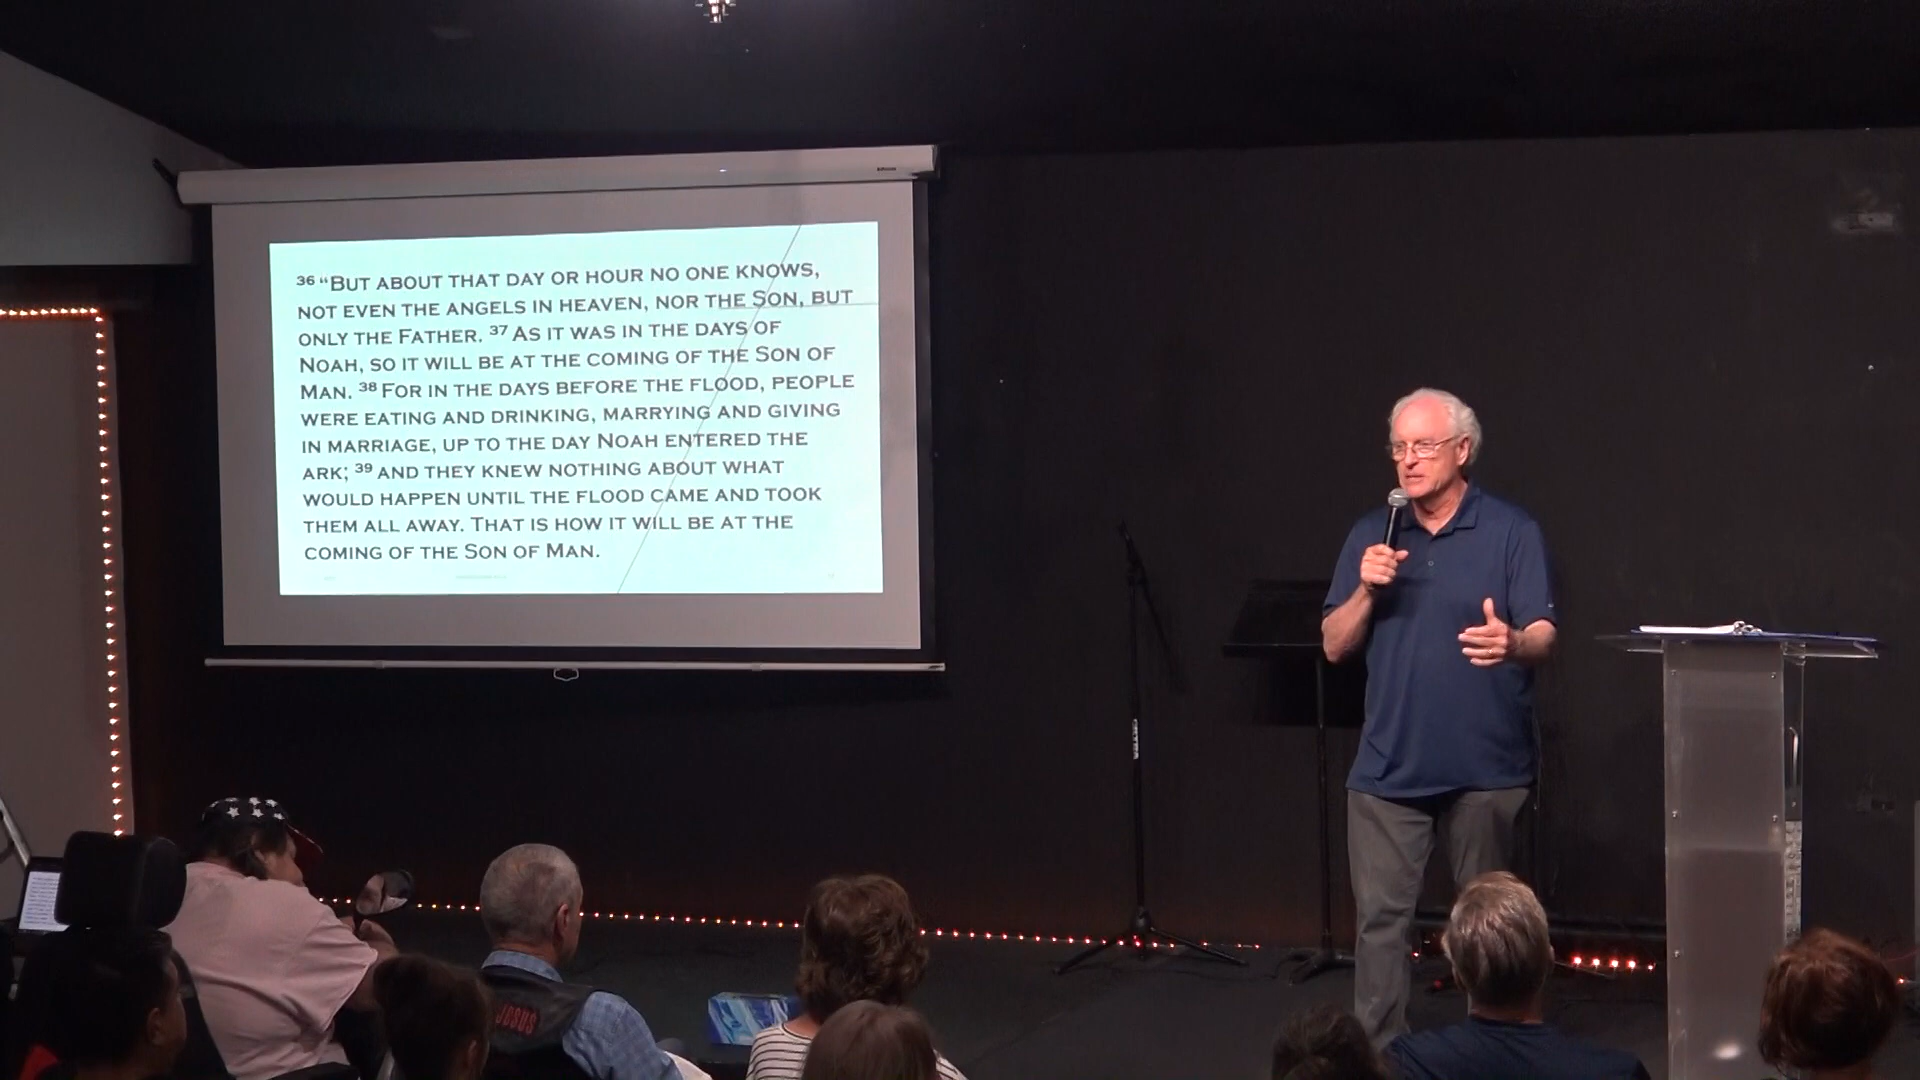 36 “But about that day or hour no one knows,
not even the angels in heaven, nor the Son, but
only the Father. 37 As it was in the days of
Noah, so it will be at the coming of the Son of
Man. 38 For in the days before the flood, people
were eating and drinking, marrying and giving
in marriage, up to the day Noah entered the
ark; 39 and they knew nothing about what
would happen until the flood came and took
them all away. That is how it will be at the
coming of the Son of Man.
JESUS